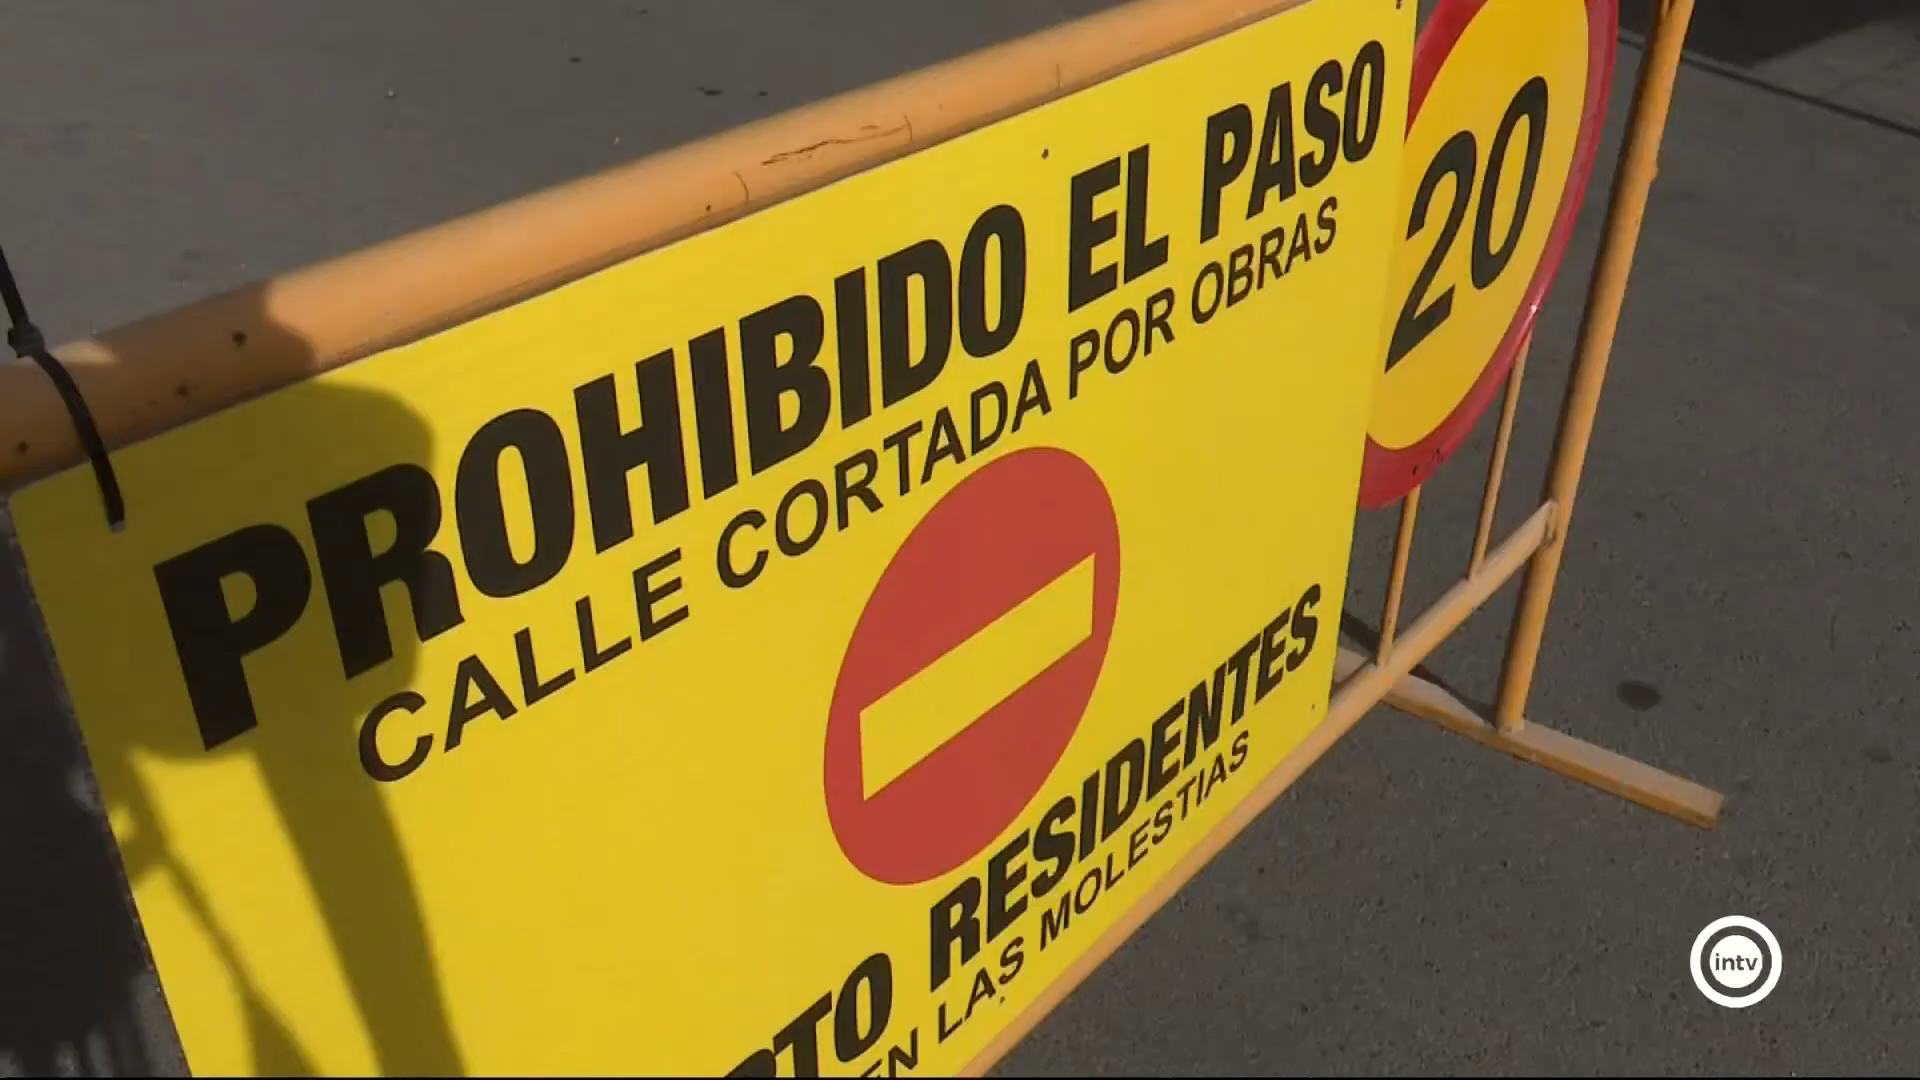 PROHIBIDO EL PASO
CALLE CORTADA POR OBRAS
20
RESIDENTES
LAS MOLESTIAS
intv